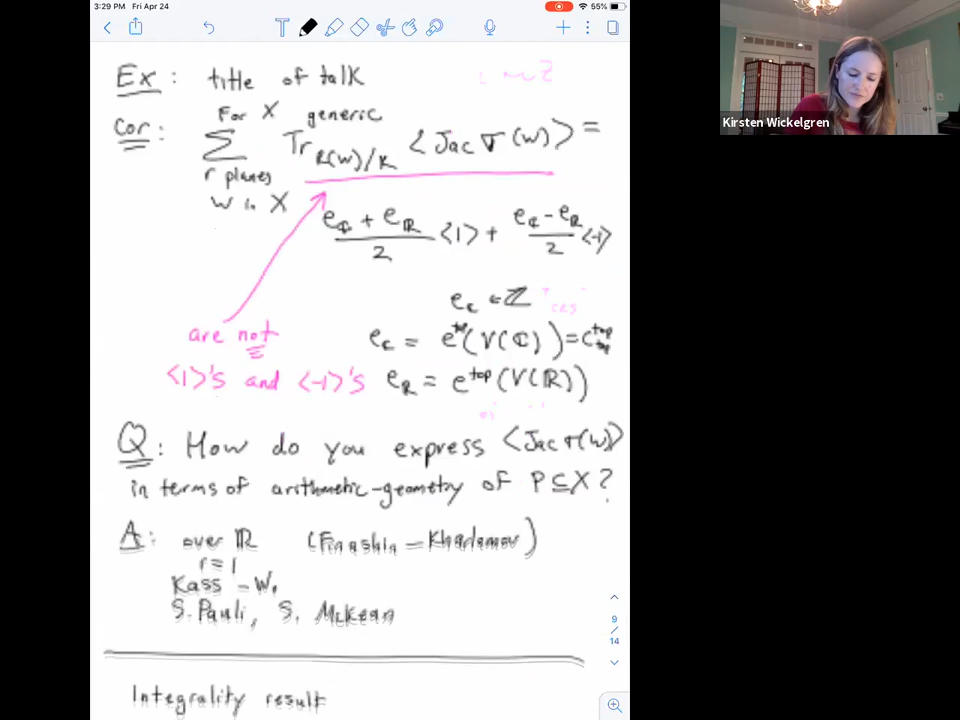 3:29 PM Fri Apr 24
55%
Kirsten Wickelgren
Ex: title of talk
Cor: For X generic
∑ Tr_{k(w)/k} <Jac σ(w)> =
r planes
w in X
(e_ℂ + e_ℝ)/2 <1> + (e_ℂ - e_ℝ)/2 <-1>
e_ℂ ∈ ℤ
are not
e_ℂ = e^{top}(V(ℂ)) = c^{top}_{top}
<1>'s and <-1>'s
e_ℝ = e^{top}(V(ℝ))
Q: How do you express <Jac σ(w)>
in terms of arithmetic-geometry of P ⊆ X?
A: over ℝ (Finashin - Kharlamov)
r = 1
Kass - W.
S. Pauli, S. McKean
Integrality result
9
/
14